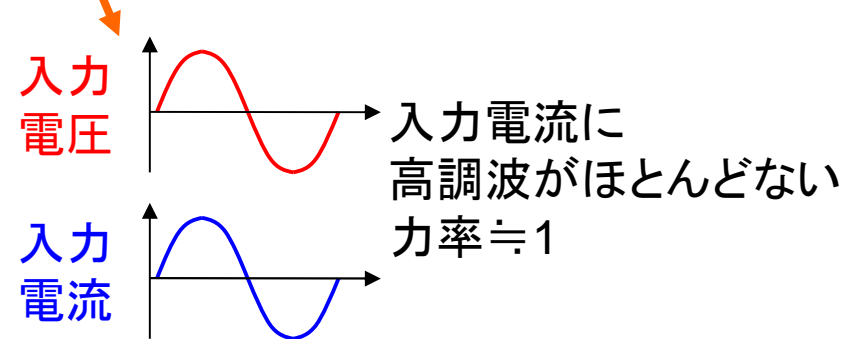 入力
電圧
入力電流に
高調波がほとんどない
力率≒1
入力
電流